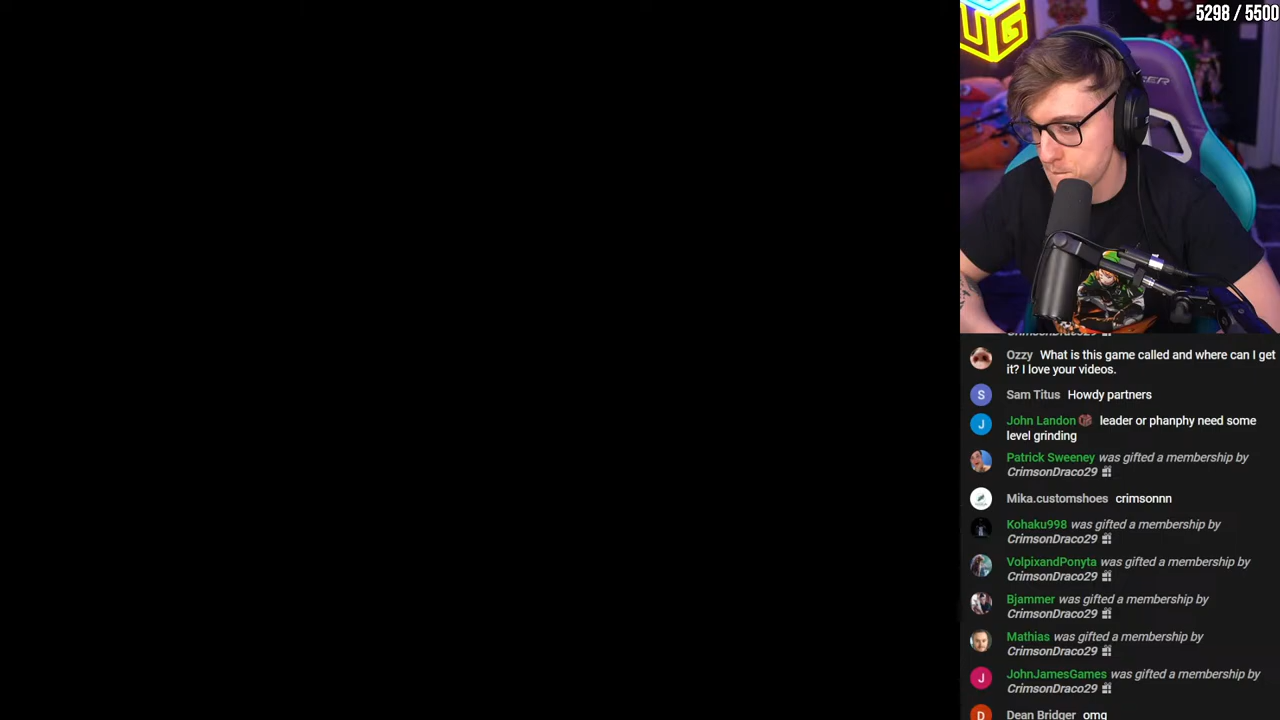 5298 / 5500
UG
CrimsonDraco29
Ozzy What is this game called and where can I get
it? I love your videos.
S Sam Titus Howdy partners
J John Landon leader or phanphy need some
level grinding
Patrick Sweeney was gifted a membership by
CrimsonDraco29
Mika.customshoes crimsonnn
Kohaku998 was gifted a membership by
CrimsonDraco29
VolpixandPonyta was gifted a membership by
CrimsonDraco29
Bjammer was gifted a membership by
CrimsonDraco29
Mathias was gifted a membership by
CrimsonDraco29
J JohnJamesGames was gifted a membership by
CrimsonDraco29
D Dean Bridger omg